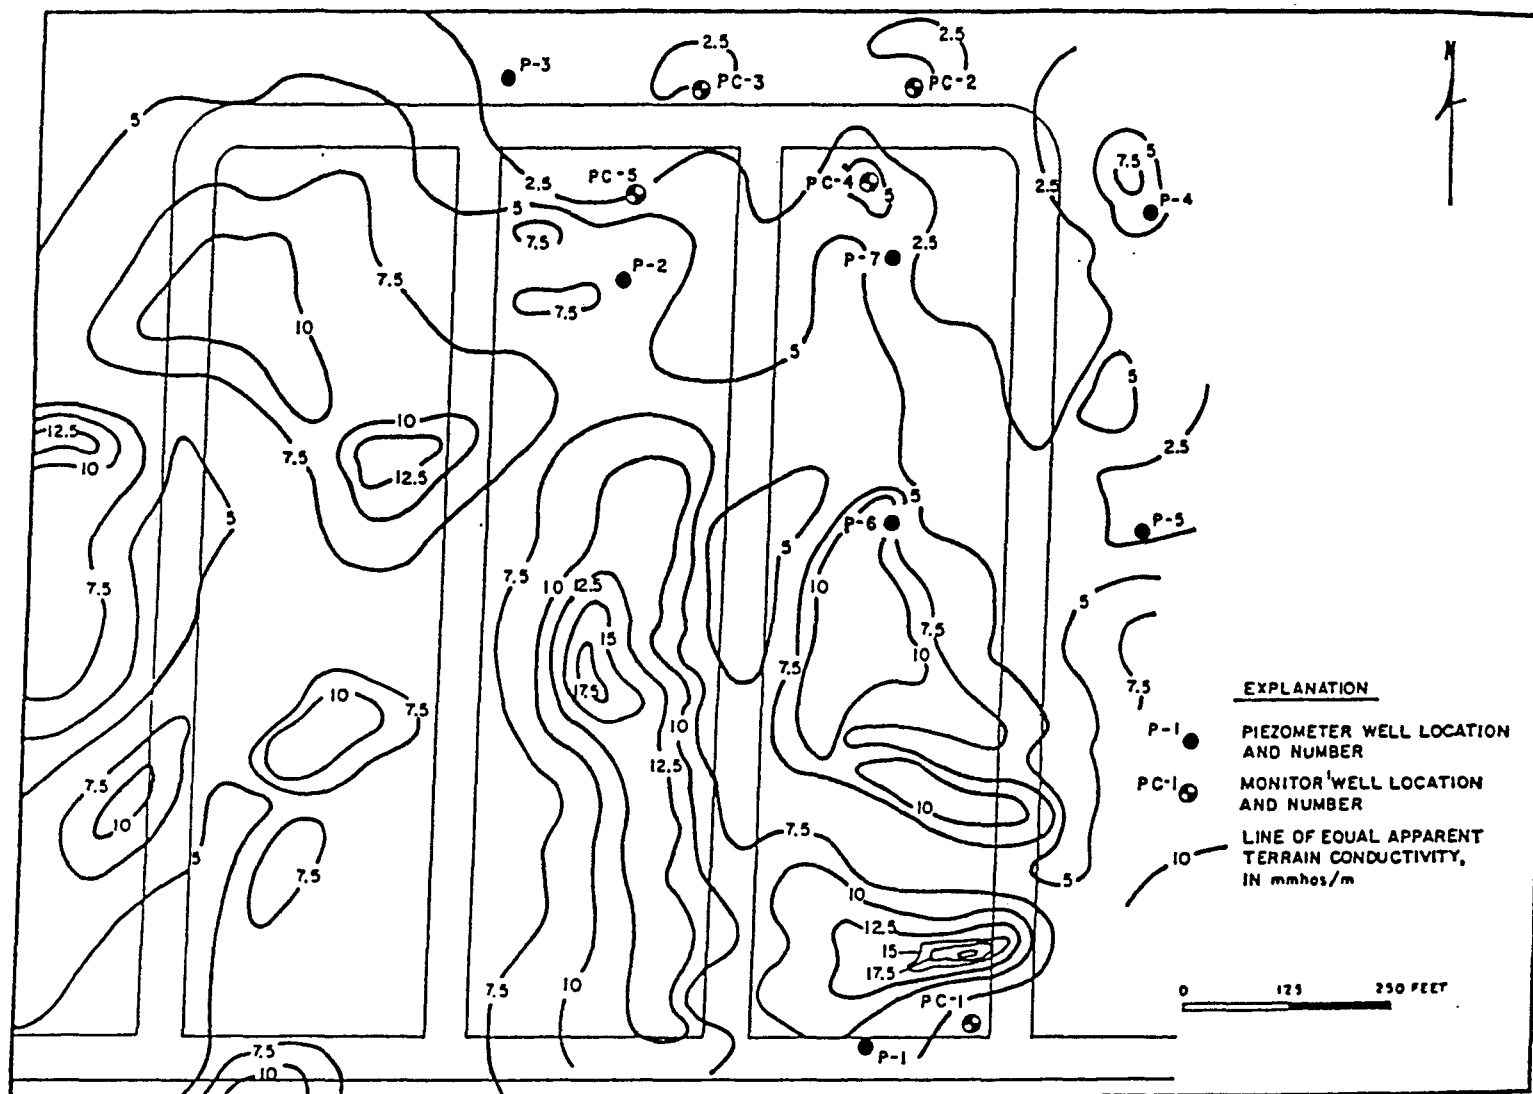 2.5
2.5
N
P-3
PC-3
PC-2
5
5
7.5
2.5
PC-5
PC-4
5
2.5
P-4
5
7.5
2.5
P-2
P-7
7.5
7.5
10
5
5
10
2.5
12.5
7.5
10
12.5
5
5
P-6
P-5
5
7.5
7.5
10
12.5
10
5
7.5
15
10
7.5
17.5
7.5
10
7.5
10
12.5
7.5
10
10
7.5
5
7.5
10
5
12.5
15
17.5
7.5
10
PC-1
P-1
7.5
10
EXPLANATION
P-1 PIEZOMETER WELL LOCATION
AND NUMBER
PC-1 MONITOR WELL LOCATION
AND NUMBER
10 LINE OF EQUAL APPARENT
TERRAIN CONDUCTIVITY,
IN mmhos/m
0 125 250 FEET